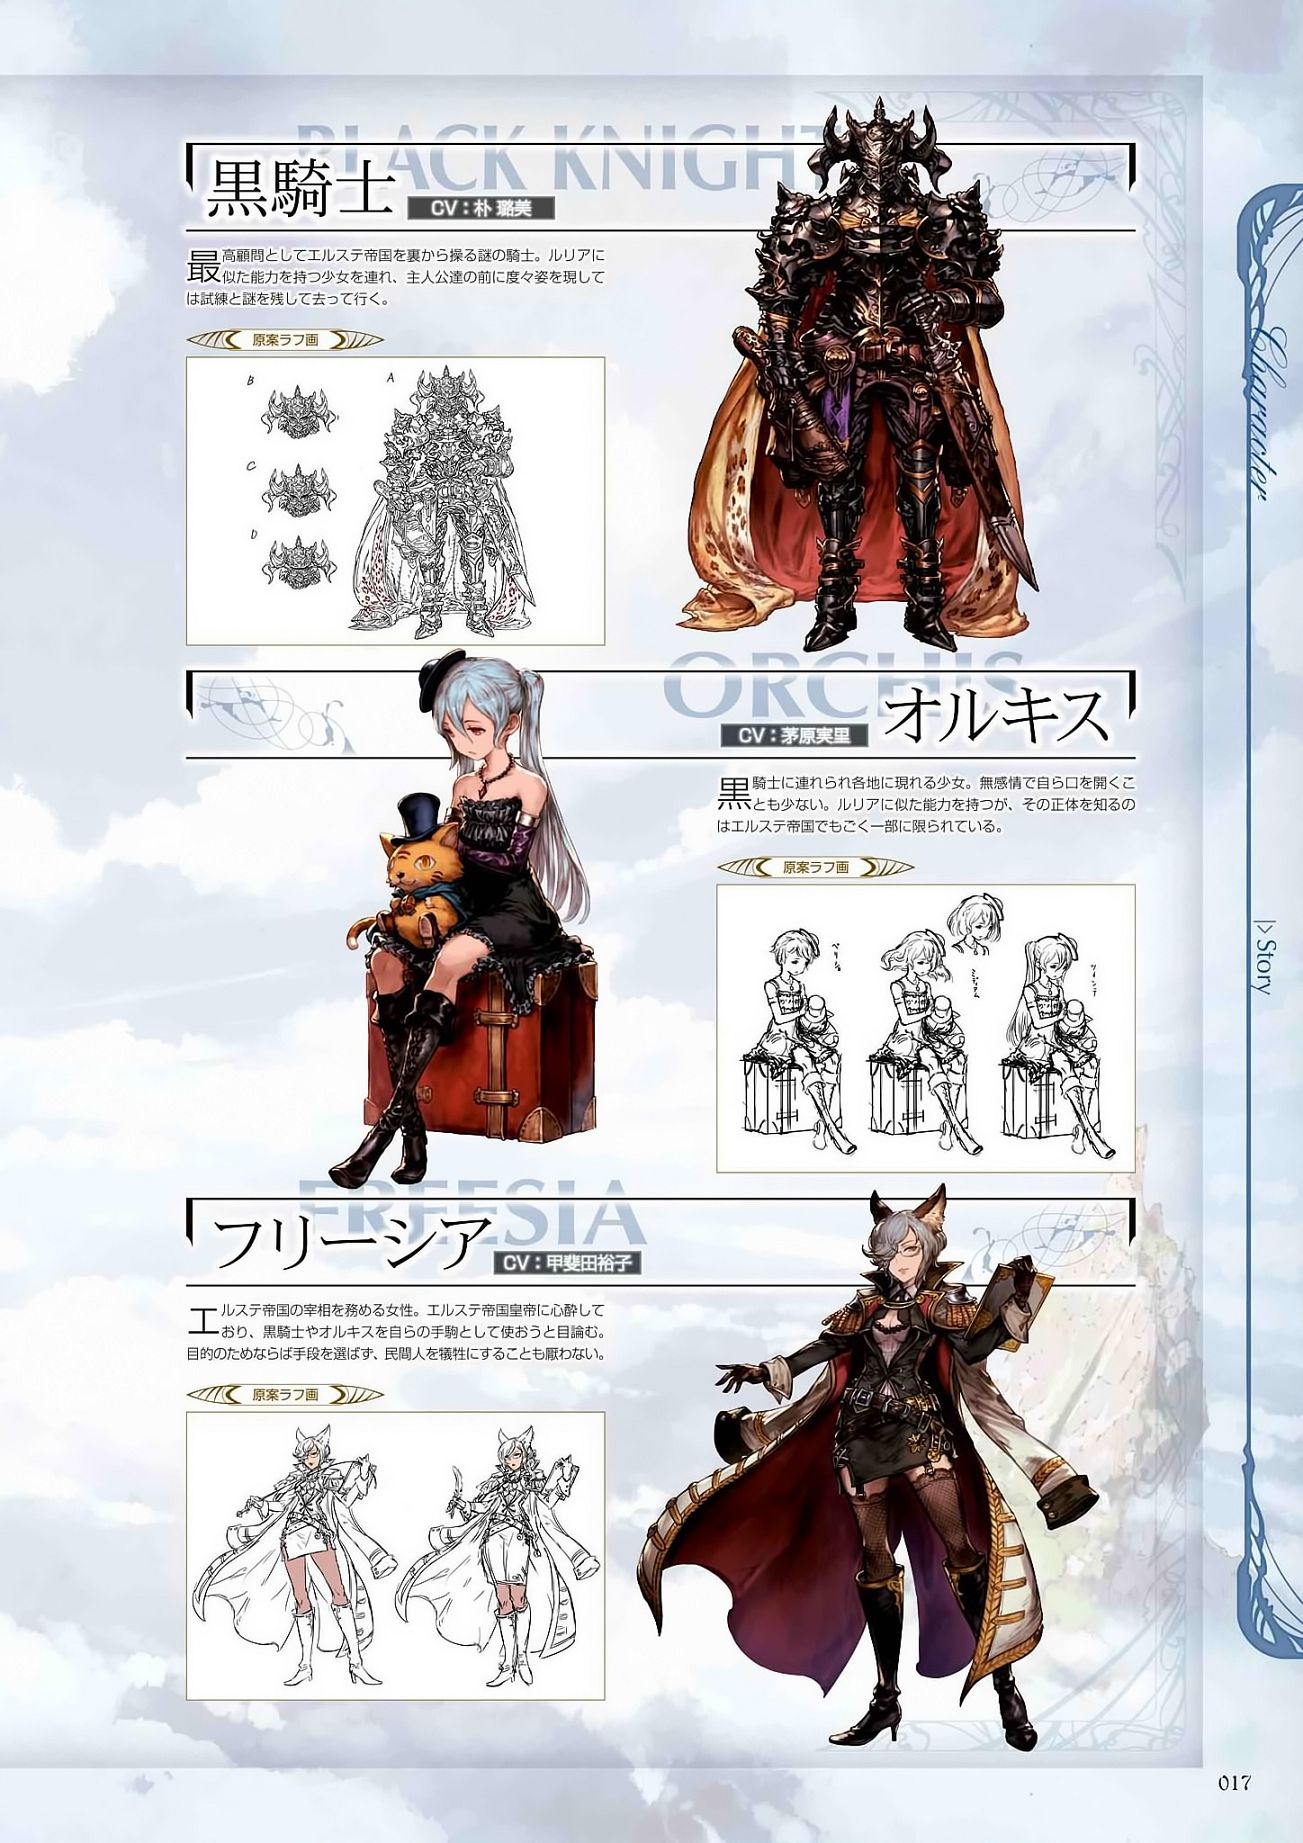 BLACK KNIGHT
黒騎士
CV：朴 璐美
最高顧問としてエルステ帝国を裏から操る謎の騎士。ルリアに
似た能力を持つ少女を連れ、主人公達の前に度々姿を現して
は試練と謎を残して去って行く。
原案ラフ画
B
A
C
D
ORCHIS
オルキス
CV：茅原実里
黒騎士に連れられ各地に現れる少女。無感情で自ら口を開くこ
とも少ない。ルリアに似た能力を持つが、その正体を知るの
はエルステ帝国でもごく一部に限られている。
原案ラフ画
FREESIA
フリーシア
CV：甲斐田裕子
エルステ帝国の宰相を務める女性。エルステ帝国皇帝に心酔して
おり、黒騎士やオルキスを自らの手駒として使おうと目論む。
目的のためならば手段を選ばず、民間人を犠牲にすることも厭わない。
原案ラフ画
Character
Story
017